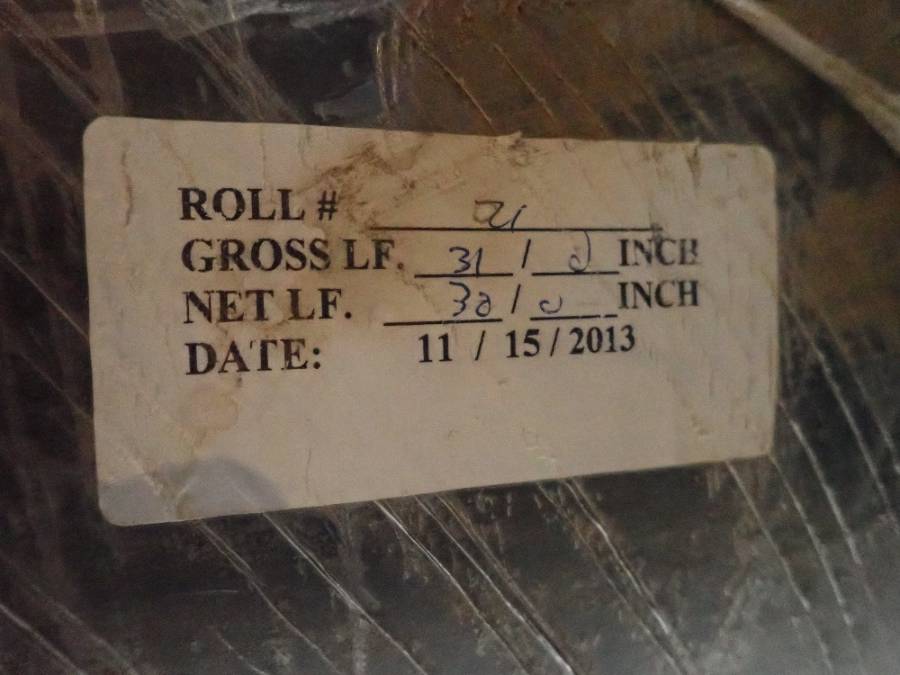 ROLL # 21
GROSS LF. 31 / 0 INCH
NET LF. 30 / 0 INCH
DATE: 11 / 15 / 2013